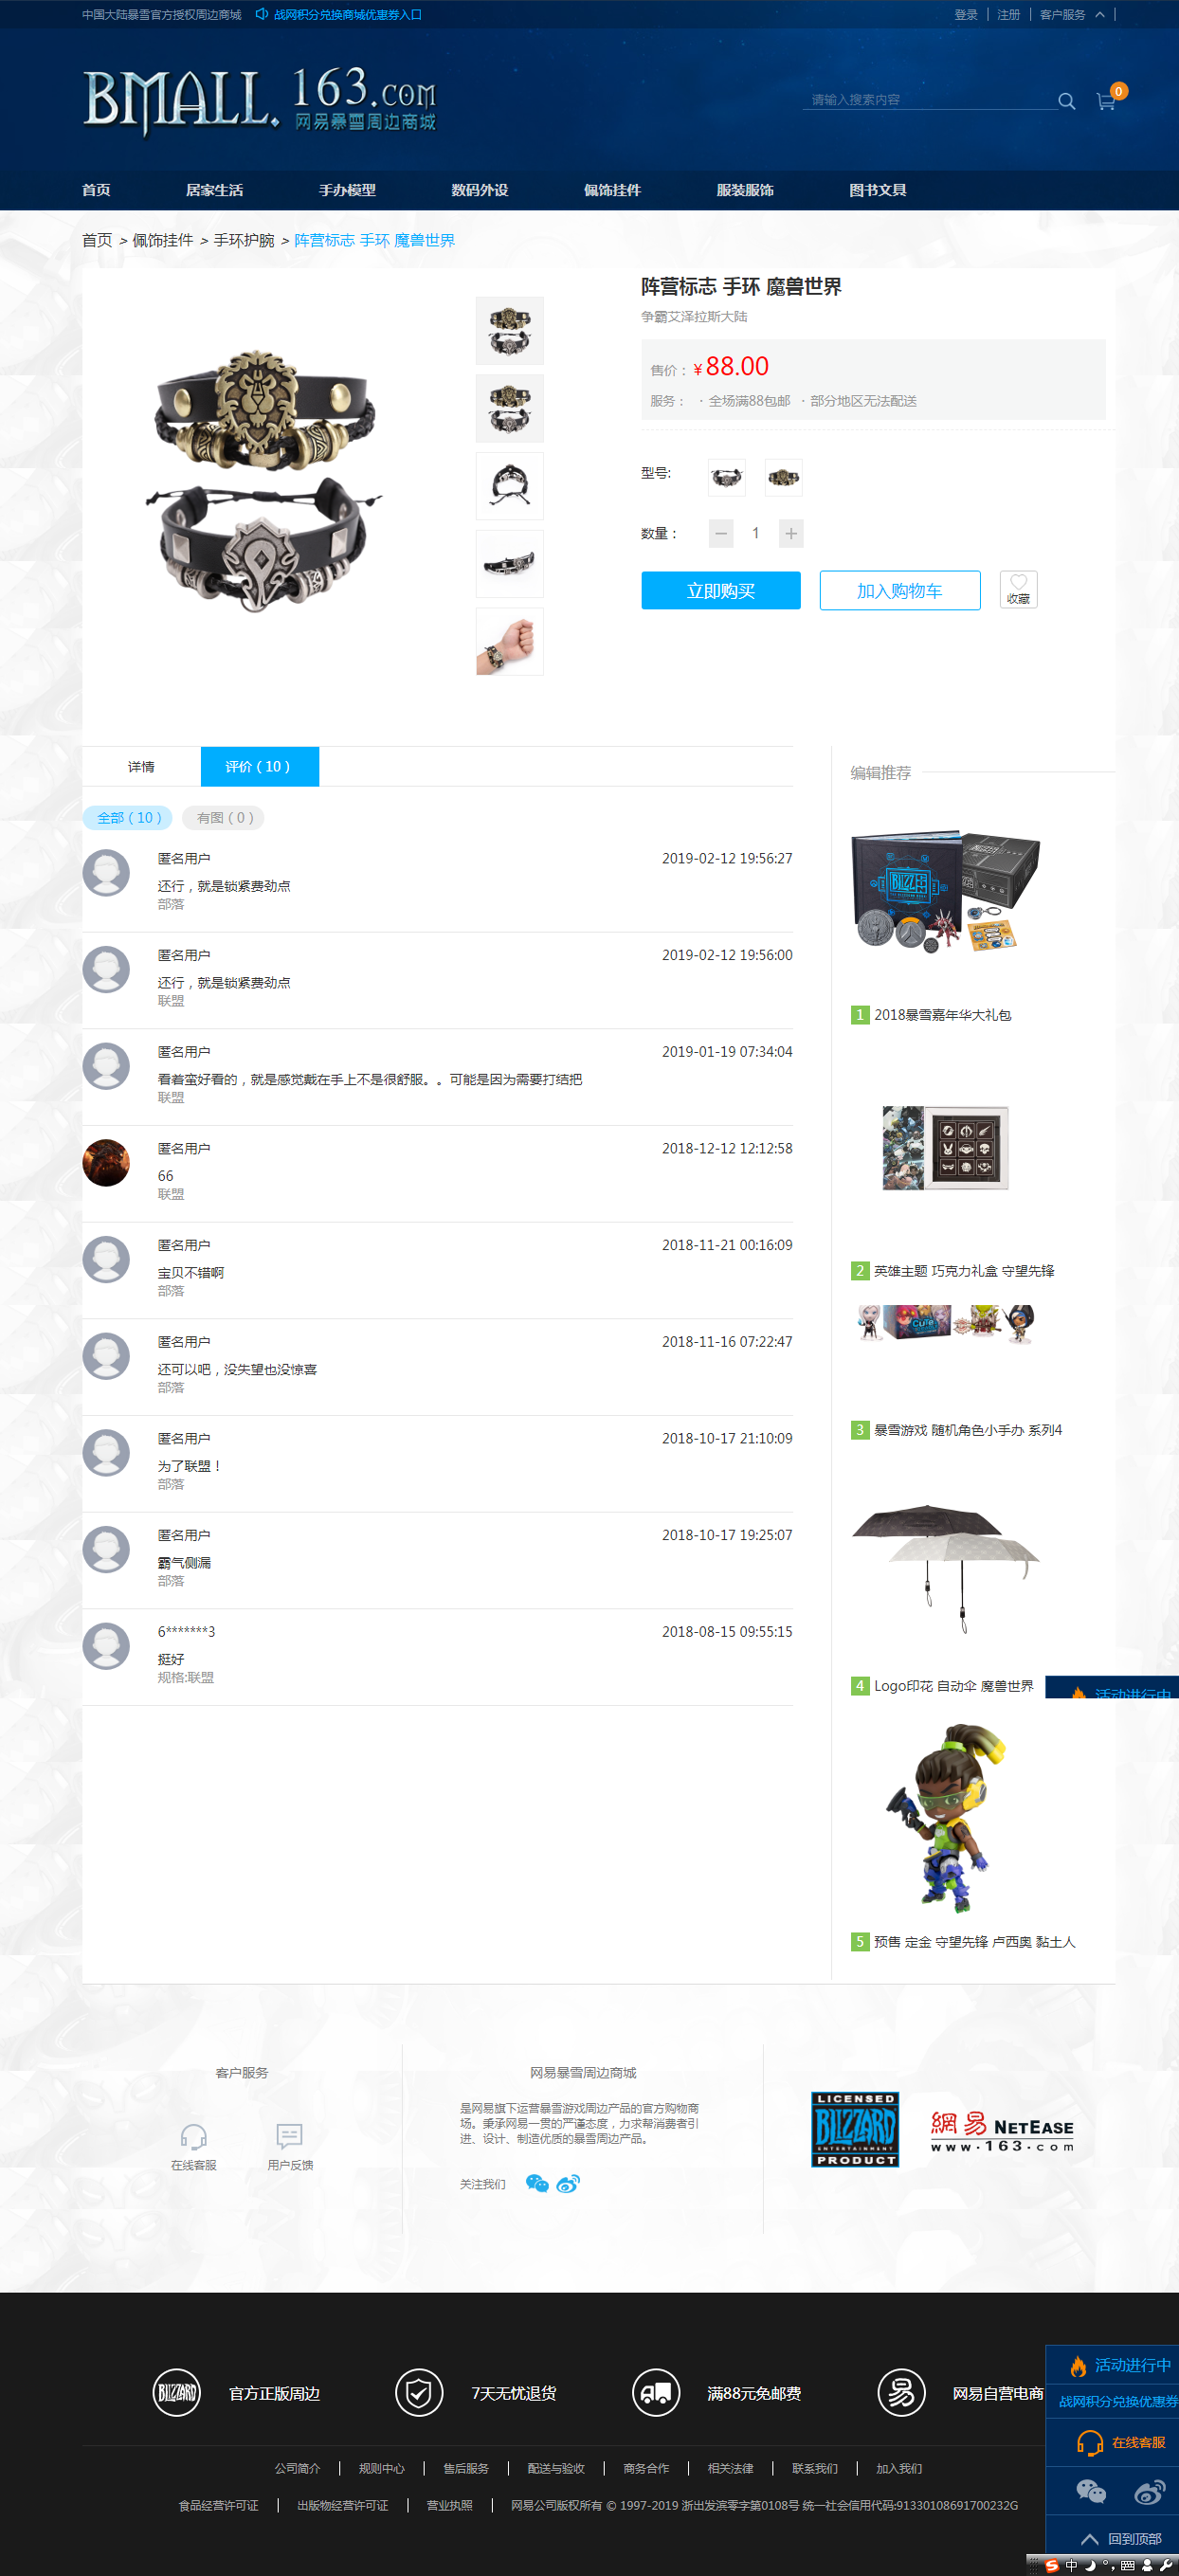 中国大陆暴雪官方授权周边商城 战网积分兑换商城优惠券入口 登录 注册 客户服务
BMALL.163.COM
网易暴雪周边商城
请输入搜索内容
0
首页 居家生活 手办模型 数码外设 佩饰挂件 服装服饰 图书文具
首页 > 佩饰挂件 > 手环护腕 > 阵营标志 手环 魔兽世界
阵营标志 手环 魔兽世界
争霸艾泽拉斯大陆
售价：¥88.00
服务： · 全场满88包邮 · 部分地区无法配送
型号:
数量： 1
立即购买 加入购物车 收藏
详情 评价（10）
全部（10） 有图（0）
匿名用户 2019-02-12 19:56:27
还行，就是锁紧费劲点
部落
匿名用户 2019-02-12 19:56:00
还行，就是锁紧费劲点
联盟
匿名用户 2019-01-19 07:34:04
看着蛮好看的，就是感觉戴在手上不是很舒服。。可能是因为需要打结把
联盟
匿名用户 2018-12-12 12:12:58
66
联盟
匿名用户 2018-11-21 00:16:09
宝贝不错啊
部落
匿名用户 2018-11-16 07:22:47
还可以吧，没失望也没惊喜
部落
匿名用户 2018-10-17 21:10:09
为了联盟！
部落
匿名用户 2018-10-17 19:25:07
霸气侧漏
部落
6*******3 2018-08-15 09:55:15
挺好
规格:联盟
编辑推荐
1 2018暴雪嘉年华大礼包
2 英雄主题 巧克力礼盒 守望先锋
3 暴雪游戏 随机角色小手办 系列4
4 Logo印花 自动伞 魔兽世界
活动进行中
5 预售 定金 守望先锋 卢西奥 黏土人
客户服务
在线客服 用户反馈
网易暴雪周边商城
是网易旗下运营暴雪游戏周边产品的官方购物商
场。秉承网易一贯的严谨态度，力求帮消费者引
进、设计、制造优质的暴雪周边产品。
关注我们
LICENSED
BLIZZARD
ENTERTAINMENT
PRODUCT
網易 NETEASE
www.163.com
BLIZZARD 官方正版周边 7天无忧退货 满88元免邮费 易 网易自营电商
活动进行中
战网积分兑换优惠券
在线客服
回到顶部
公司简介 规则中心 售后服务 配送与验收 商务合作 相关法律 联系我们 加入我们
食品经营许可证 出版物经营许可证 营业执照 网易公司版权所有 © 1997-2019 浙出发滨零字第0108号 统一社会信用代码:91330108691700232G
中